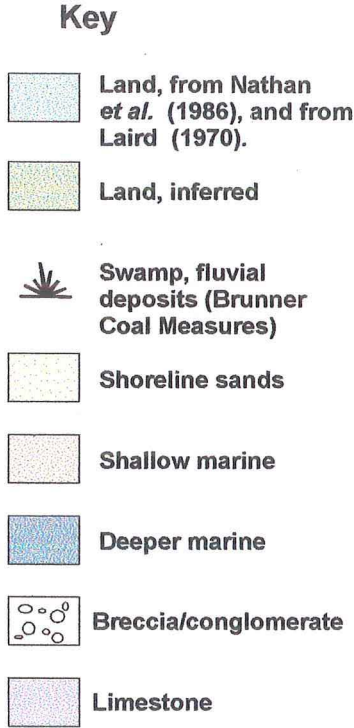 Key
Land, from Nathan
et al. (1986), and from
Laird (1970).
Land, inferred
Swamp, fluvial
deposits (Brunner
Coal Measures)
Shoreline sands
Shallow marine
Deeper marine
Breccia/conglomerate
Limestone